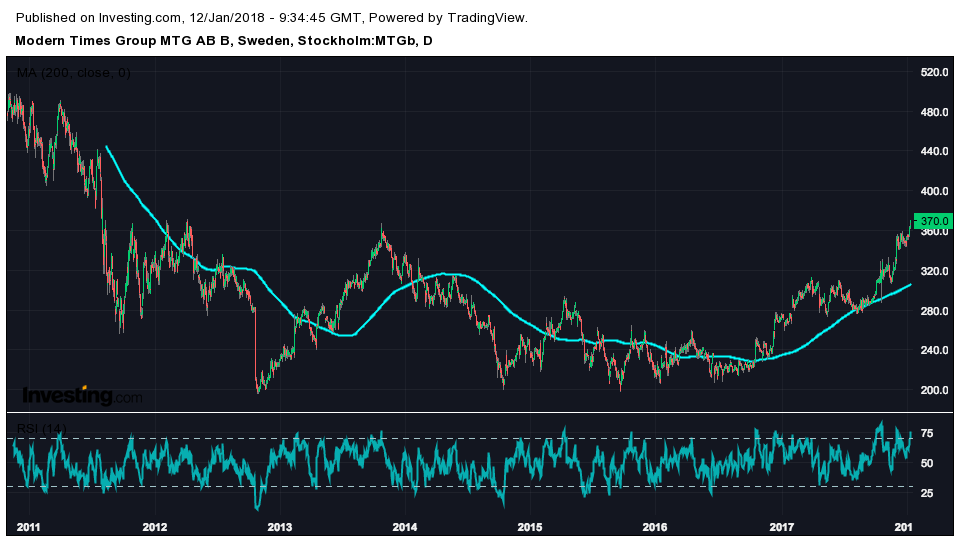 Published on Investing.com, 12/Jan/2018 - 9:34:45 GMT, Powered by TradingView.
Modern Times Group MTG AB B, Sweden, Stockholm:MTGb, D
MA (200, close, 0)
520.0
480.0
440.0
400.0
370.0
360.0
320.0
280.0
240.0
200.0
Investing.com
RSI (14)
75
50
25
2011 2012 2013 2014 2015 2016 2017 201